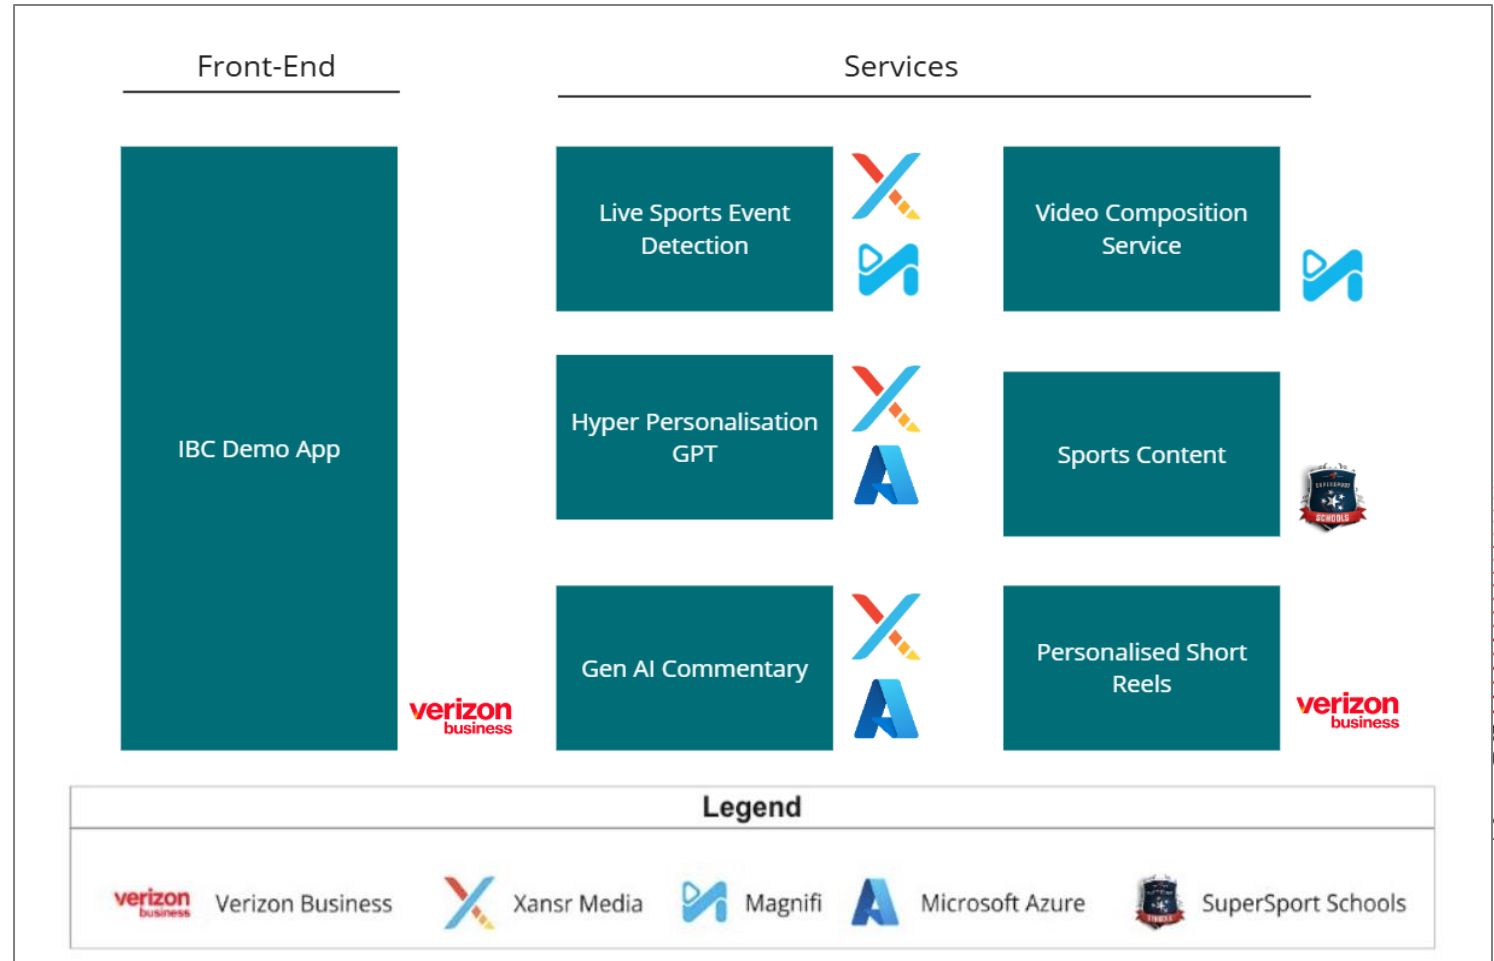 Front-End
Services
IBC Demo App
verizon
business
Live Sports Event
Detection
Video Composition
Service
Hyper Personalisation
GPT
Sports Content
SUPERSPORT
SCHOOLS
Gen AI Commentary
Personalised Short
Reels
verizon
business
Legend
verizon
business
Verizon Business
Xansr Media
Magnifi
Microsoft Azure
SuperSport Schools